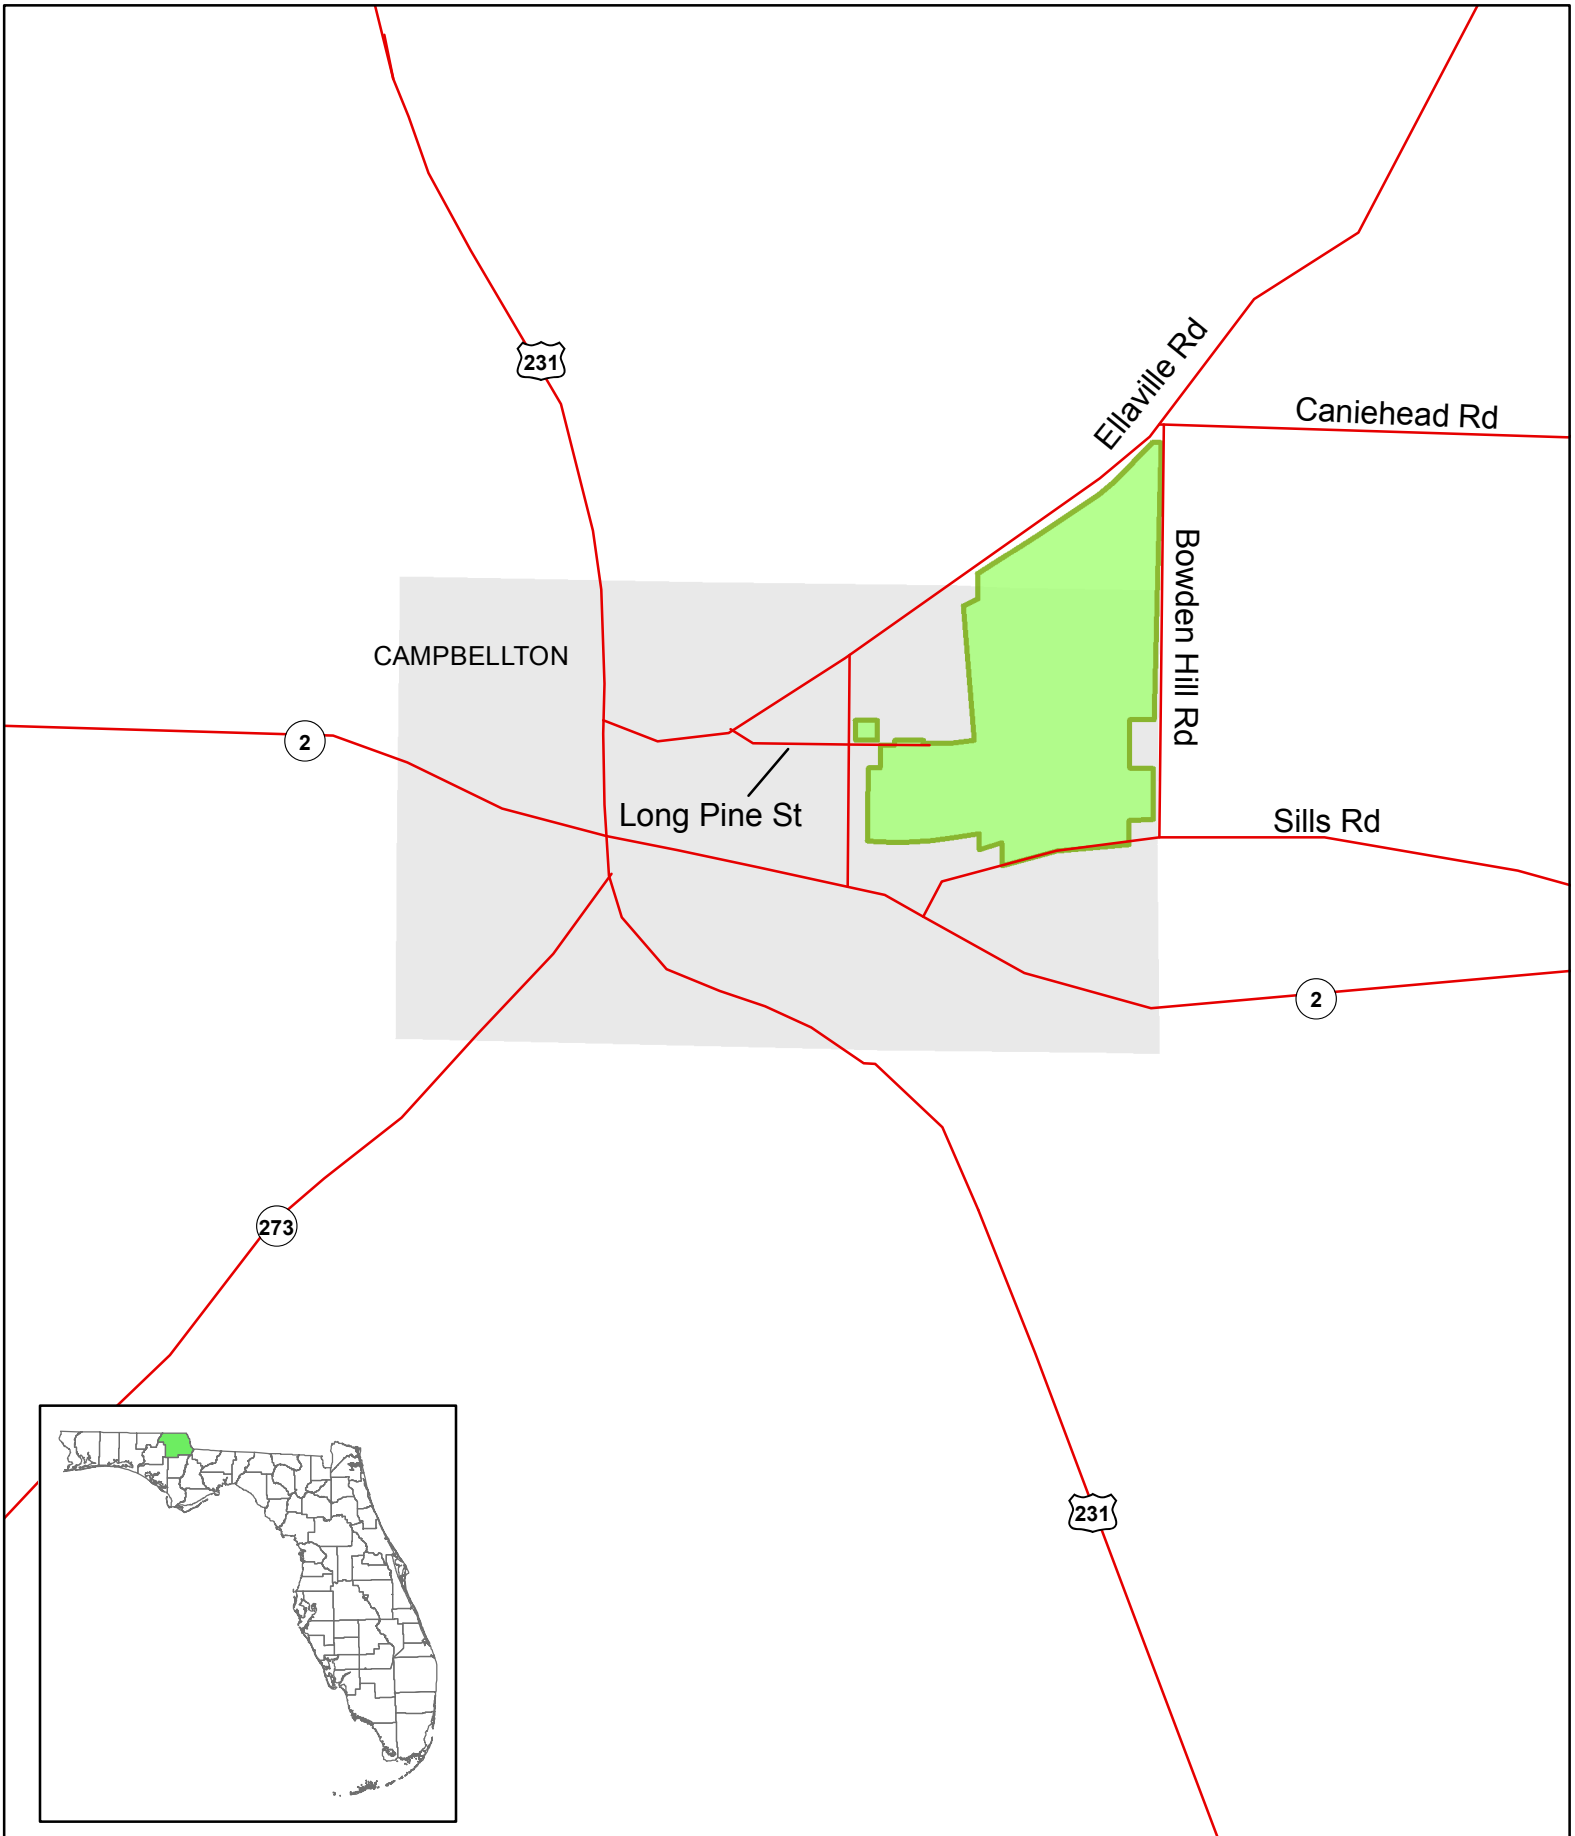 231
Ellaville Rd
Caniehead Rd
Bowden Hill Rd
CAMPBELLTON
2
Long Pine St
Sills Rd
2
273
231